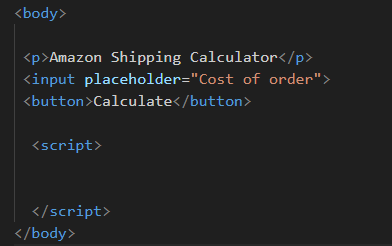 <body>
<p>Amazon Shipping Calculator</p>
<input placeholder="Cost of order">
<button>Calculate</button>
<script>
</script>
</body>